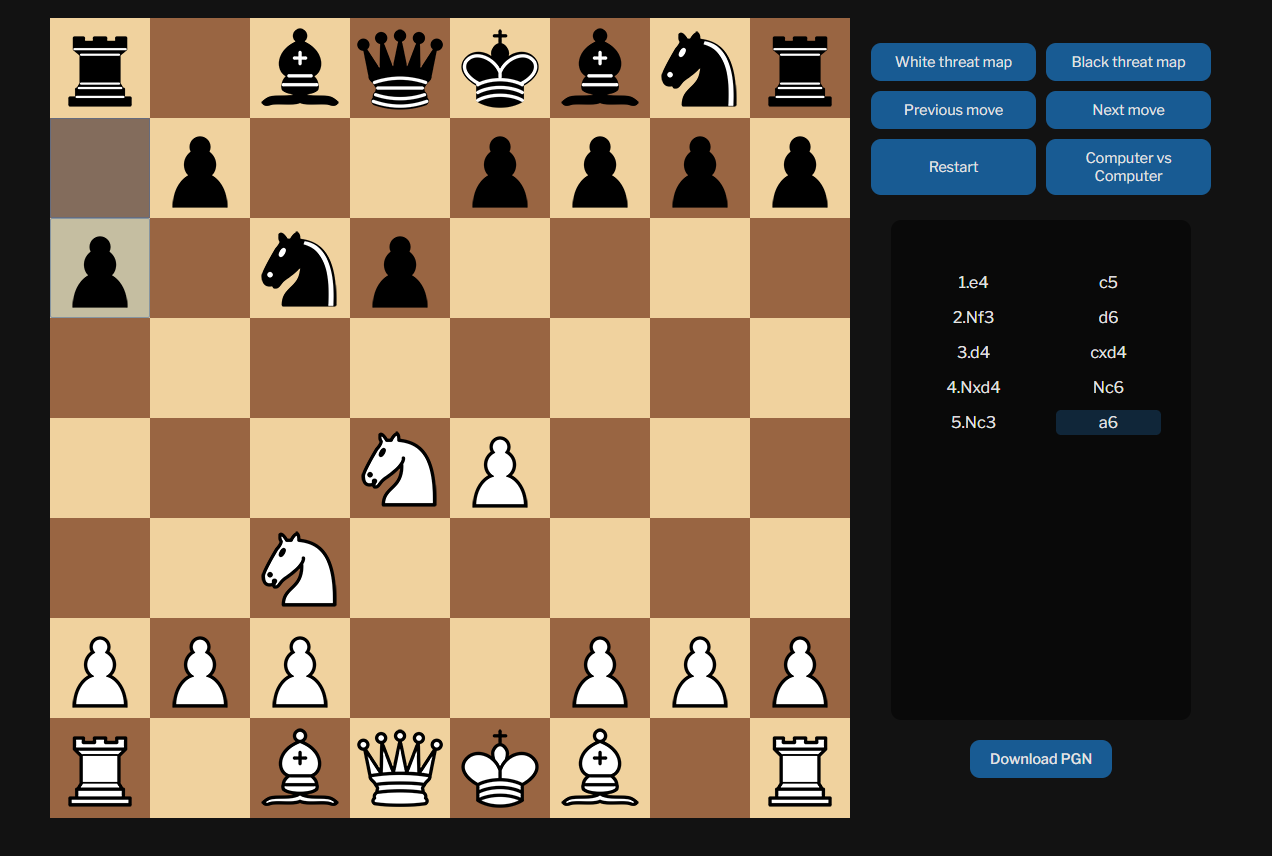 White threat map Black threat map
Previous move Next move
Restart Computer vs
Computer
1.e4 c5
2.Nf3 d6
3.d4 cxd4
4.Nxd4 Nc6
5.Nc3 a6
Download PGN